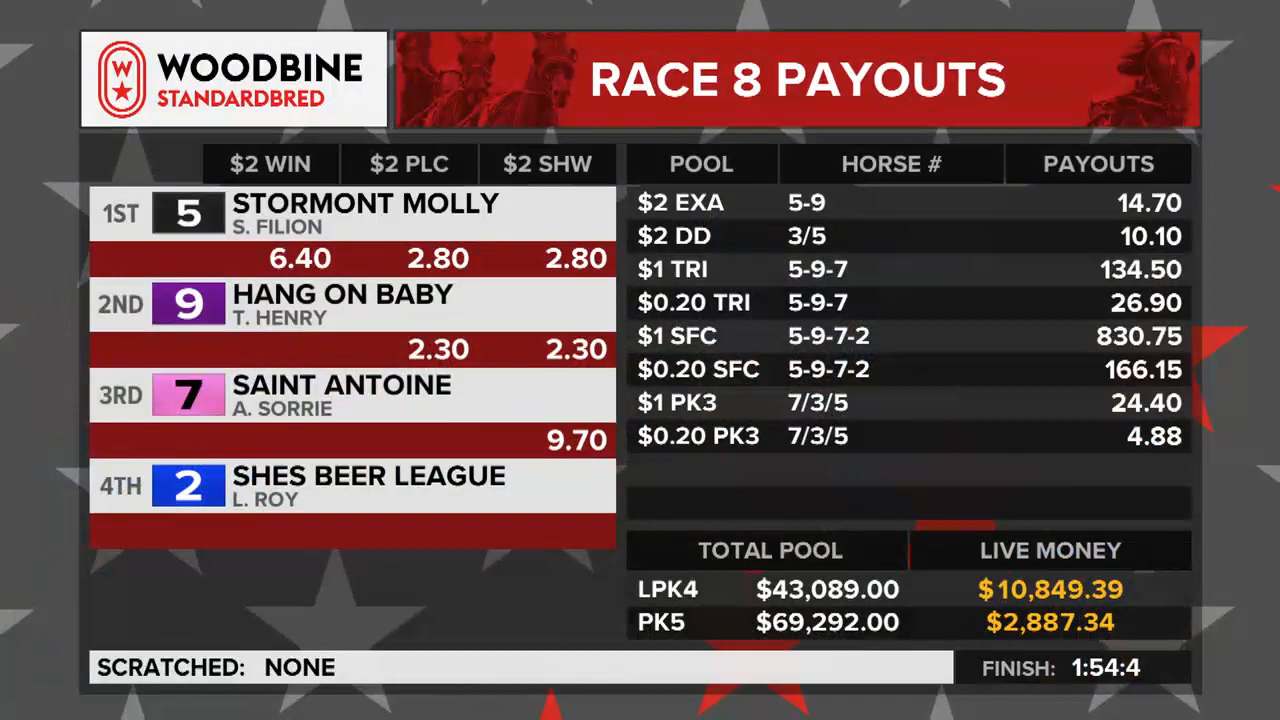 WOODBINE
STANDARDBRED
RACE 8 PAYOUTS
$2 WIN $2 PLC $2 SHW
1ST 5 STORMONT MOLLY
S. FILION
6.40 2.80 2.80
2ND 9 HANG ON BABY
T. HENRY
2.30 2.30
3RD 7 SAINT ANTOINE
A. SORRIE
9.70
4TH 2 SHES BEER LEAGUE
L. ROY
POOL HORSE # PAYOUTS
$2 EXA 5-9 14.70
$2 DD 3/5 10.10
$1 TRI 5-9-7 134.50
$0.20 TRI 5-9-7 26.90
$1 SFC 5-9-7-2 830.75
$0.20 SFC 5-9-7-2 166.15
$1 PK3 7/3/5 24.40
$0.20 PK3 7/3/5 4.88
TOTAL POOL LIVE MONEY
LPK4 $43,089.00 $10,849.39
PK5 $69,292.00 $2,887.34
SCRATCHED: NONE
FINISH: 1:54:4